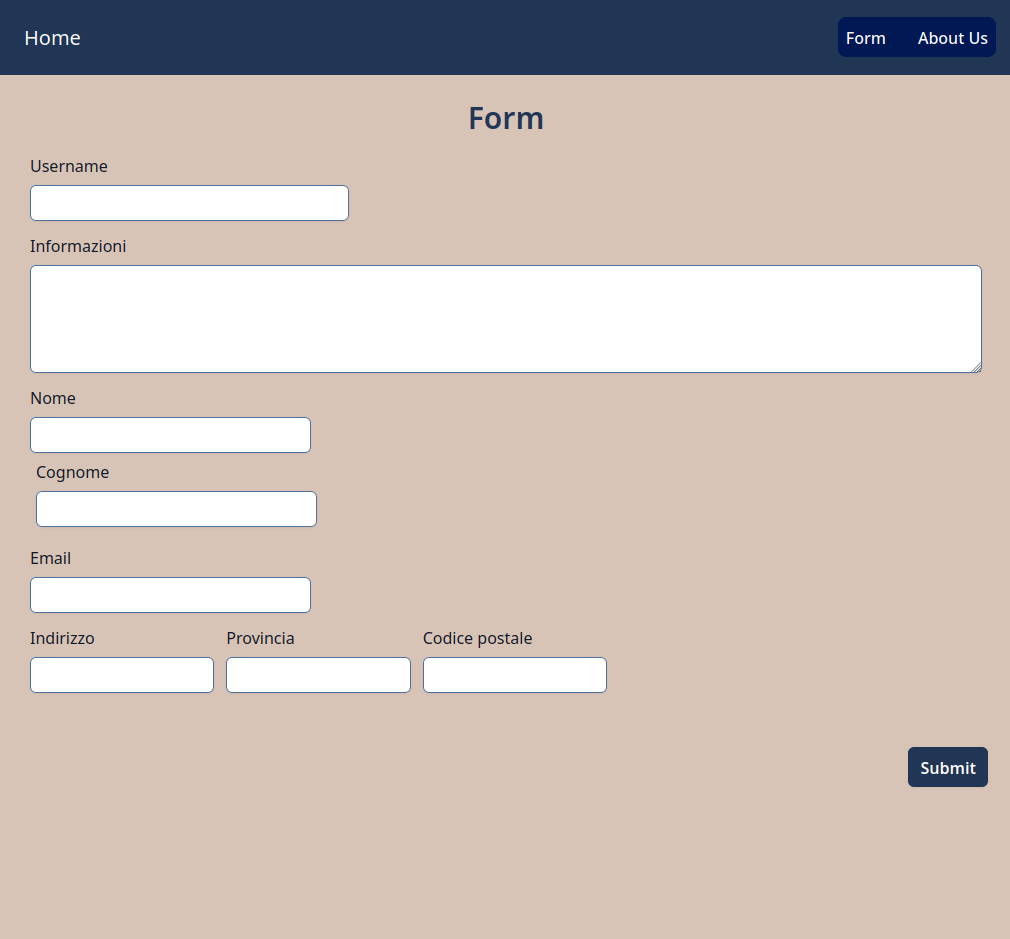 Home Form About Us
Form
Username
Informazioni
Nome
Cognome
Email
Indirizzo Provincia Codice postale
Submit